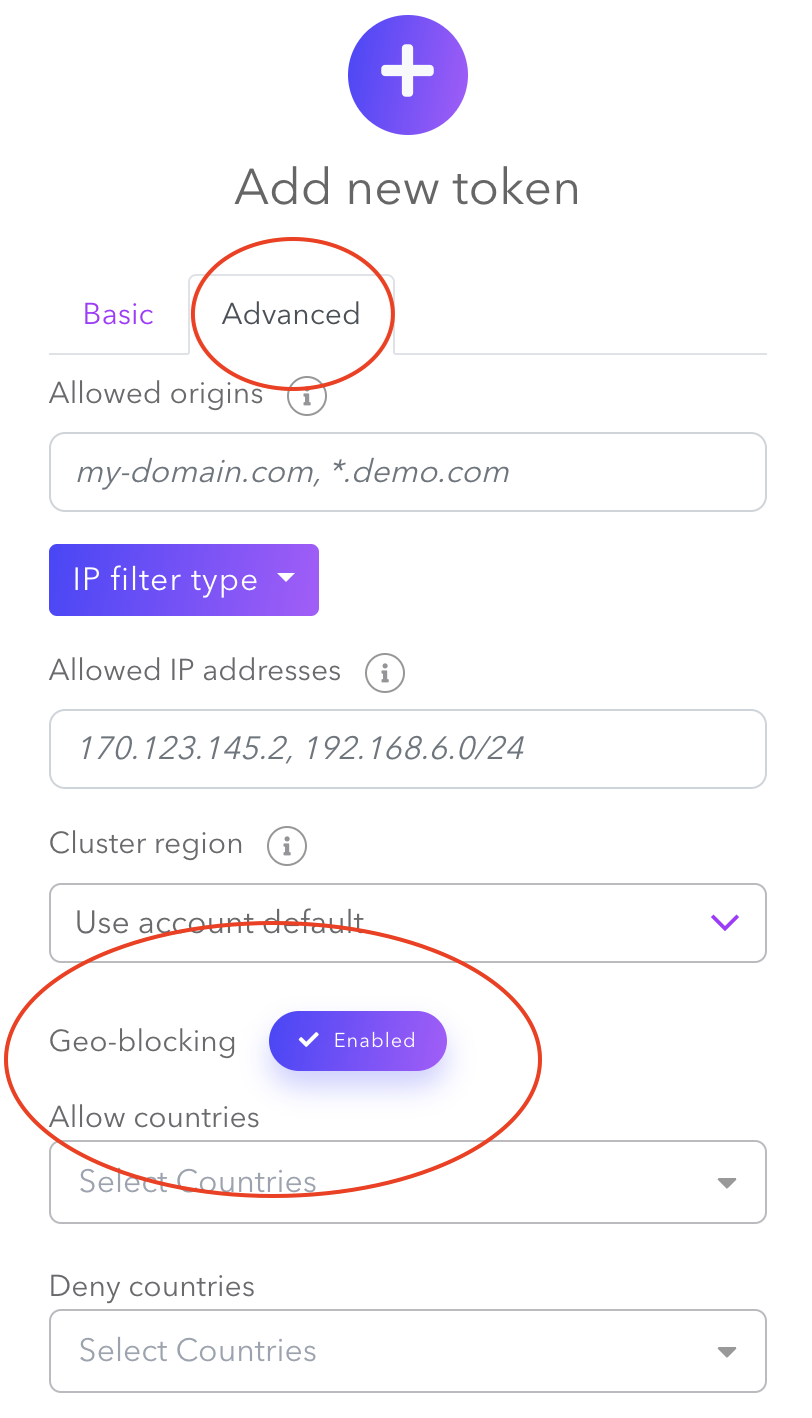 Add new token
Basic Advanced
Allowed origins
my-domain.com, *.demo.com
IP filter type
Allowed IP addresses
170.123.145.2, 192.168.6.0/24
Cluster region
Use account default
Geo-blocking Enabled
Allow countries
Select Countries
Deny countries
Select Countries